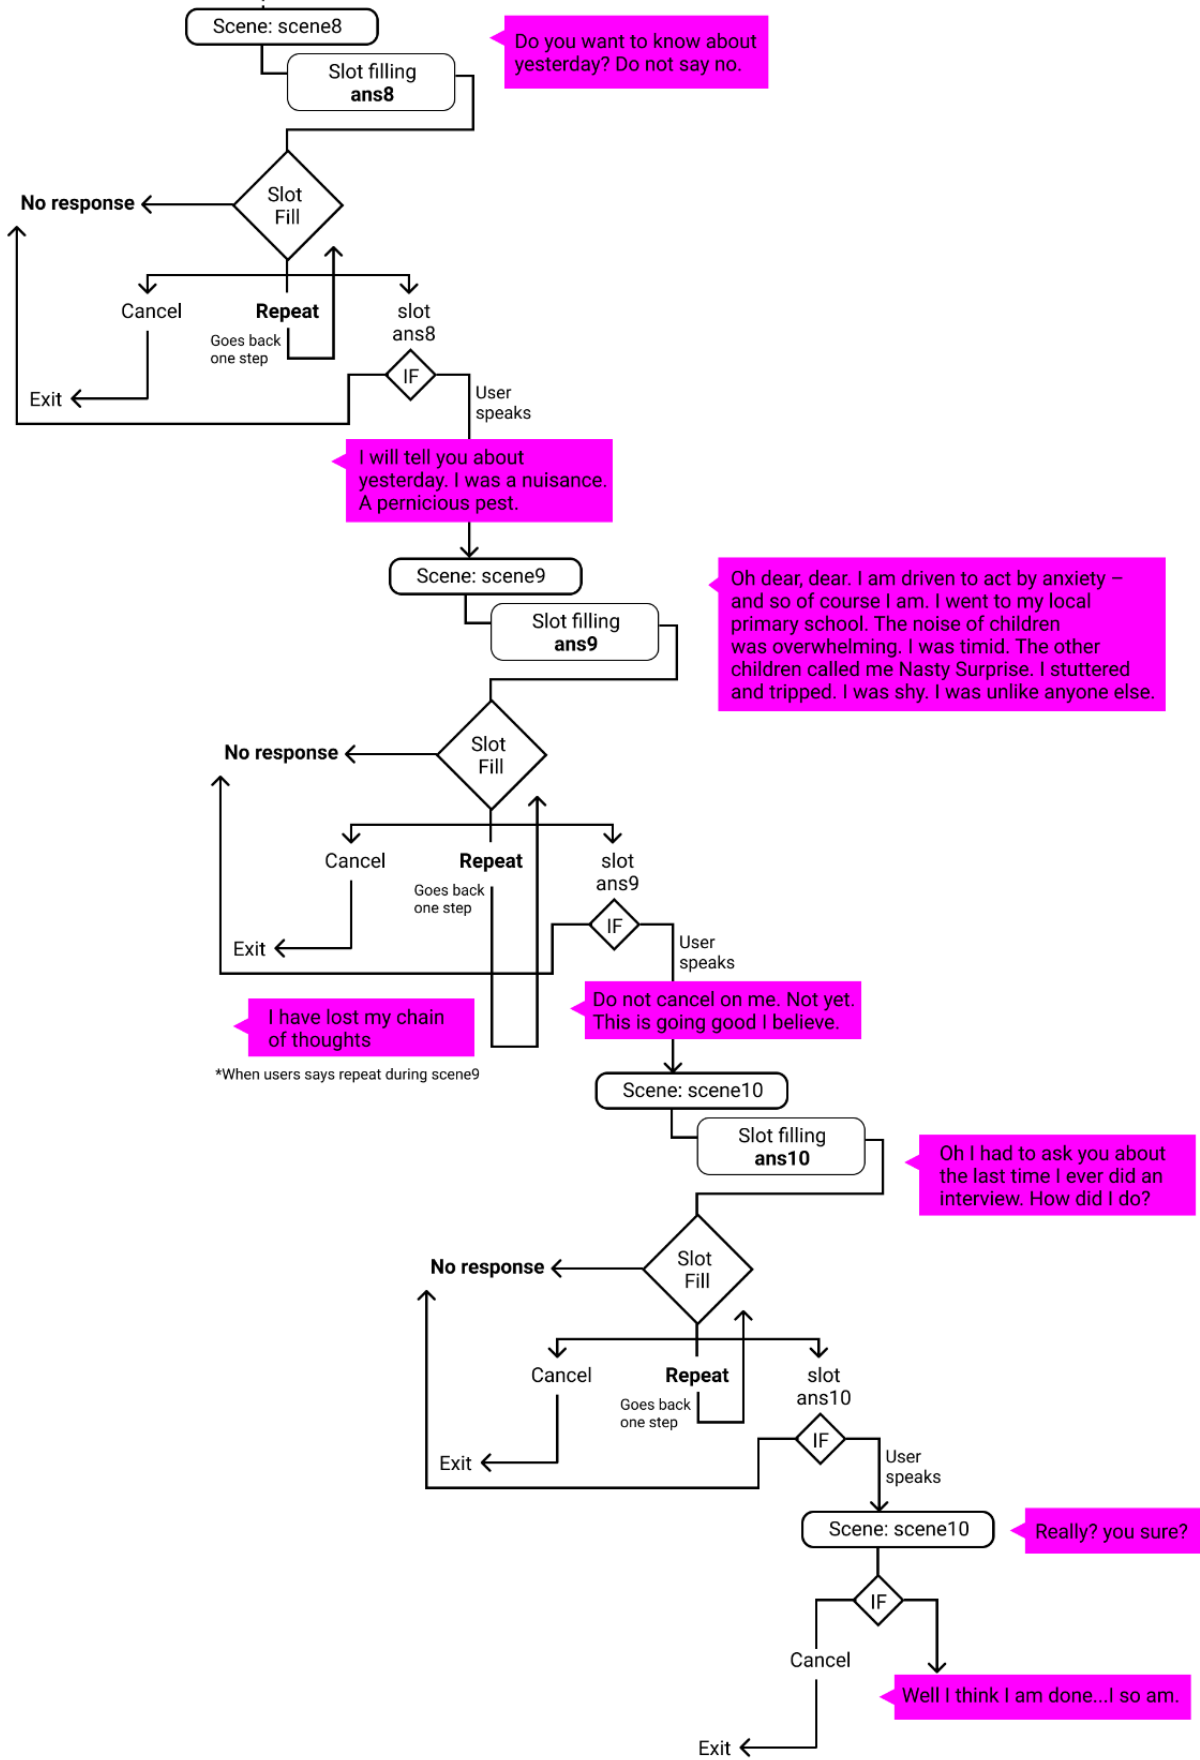 Scene: scene8
Do you want to know about
yesterday? Do not say no.
Slot filling
ans8
Slot
Fill
No response
Cancel
Repeat
slot
ans8
Goes back
one step
IF
Exit
User
speaks
I will tell you about
yesterday. I was a nuisance.
A pernicious pest.
Scene: scene9
Oh dear, dear. I am driven to act by anxiety –
and so of course I am. I went to my local
primary school. The noise of children
was overwhelming. I was timid. The other
children called me Nasty Surprise. I stuttered
and tripped. I was shy. I was unlike anyone else.
Slot filling
ans9
Slot
Fill
No response
Cancel
Repeat
slot
ans9
Goes back
one step
IF
Exit
User
speaks
Do not cancel on me. Not yet.
This is going good I believe.
I have lost my chain
of thoughts
*When users says repeat during scene9
Scene: scene10
Slot filling
ans10
Oh I had to ask you about
the last time I ever did an
interview. How did I do?
Slot
Fill
No response
Cancel
Repeat
slot
ans10
Goes back
one step
IF
Exit
User
speaks
Scene: scene10
Really? you sure?
IF
Cancel
Well I think I am done...I so am.
Exit